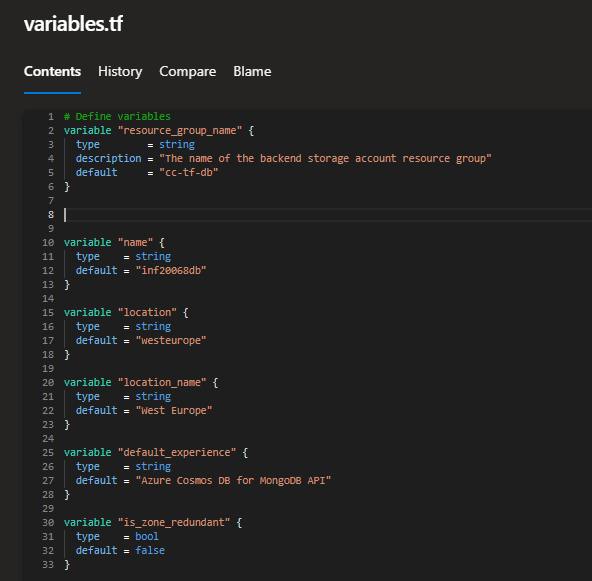 variables.tf
Contents History Compare Blame
1 # Define variables
2 variable "resource_group_name" {
3   type        = string
4   description = "The name of the backend storage account resource group"
5   default     = "cc-tf-db"
6 }
7
8
9
10 variable "name" {
11   type    = string
12   default = "inf20068db"
13 }
14
15 variable "location" {
16   type    = string
17   default = "westeurope"
18 }
19
20 variable "location_name" {
21   type    = string
22   default = "West Europe"
23 }
24
25 variable "default_experience" {
26   type    = string
27   default = "Azure Cosmos DB for MongoDB API"
28 }
29
30 variable "is_zone_redundant" {
31   type    = bool
32   default = false
33 }